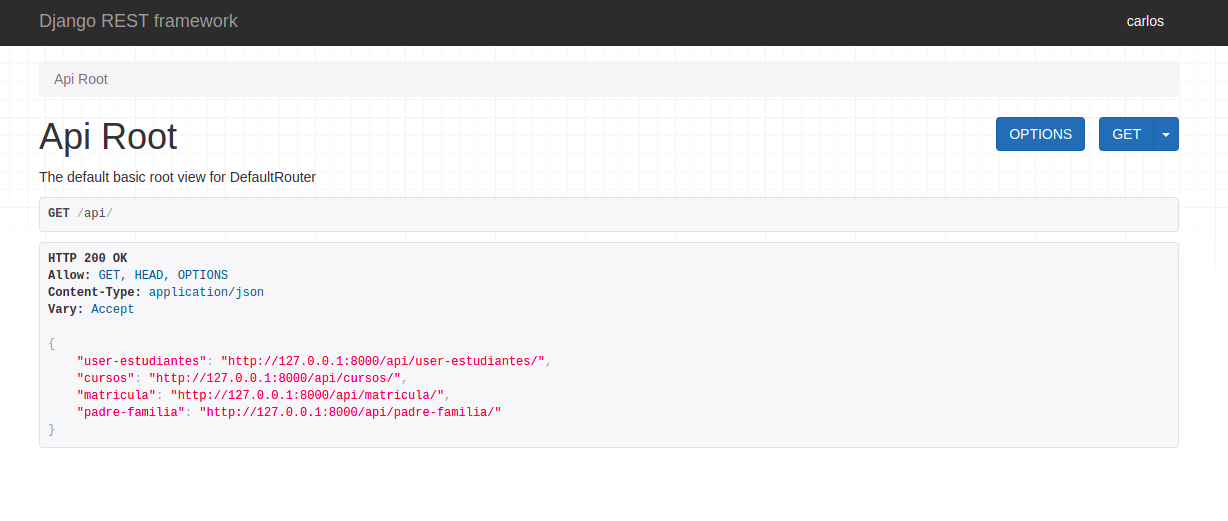 Django REST framework
carlos
Api Root
Api Root
OPTIONS
GET
The default basic root view for DefaultRouter
GET /api/
HTTP 200 OK
Allow: GET, HEAD, OPTIONS
Content-Type: application/json
Vary: Accept
{
    "user-estudiantes": "http://127.0.0.1:8000/api/user-estudiantes/",
    "cursos": "http://127.0.0.1:8000/api/cursos/",
    "matricula": "http://127.0.0.1:8000/api/matricula/",
    "padre-familia": "http://127.0.0.1:8000/api/padre-familia/"
}